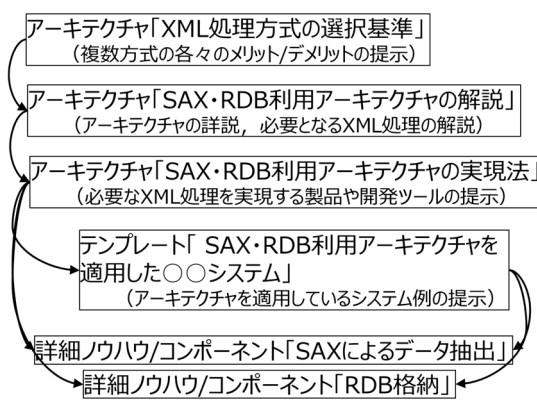 アーキテクチャ「XML処理方式の選択基準」
（複数方式の各々のメリット/デメリットの提示）
アーキテクチャ「SAX・RDB利用アーキテクチャの解説」
（アーキテクチャの詳説，必要となるXML処理の解説）
アーキテクチャ「SAX・RDB利用アーキテクチャの実現法」
（必要なXML処理を実現する製品や開発ツールの提示）
テンプレート「 SAX・RDB利用アーキテクチャを
適用した○○システム」
（アーキテクチャを適用しているシステム例の提示）
詳細ノウハウ/コンポーネント「SAXによるデータ抽出」
詳細ノウハウ/コンポーネント「RDB格納」